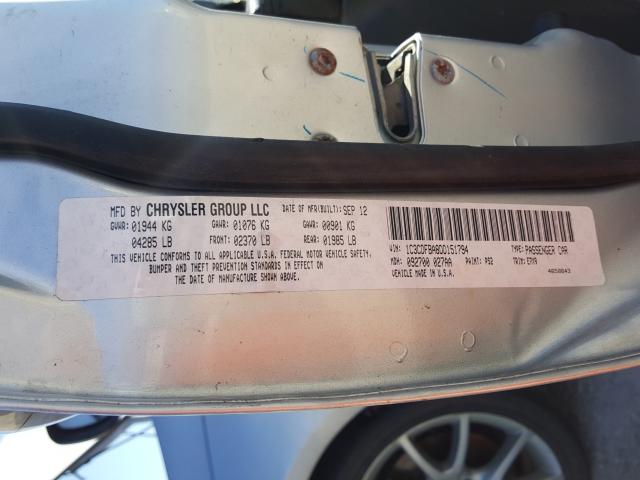 MFD BY CHRYSLER GROUP LLC DATE OF MFR(BUILT): SEP 12
GVWR: 01944 KG GAWR: 01076 KG GAWR: 00901 KG
04285 LB FRONT: 02370 LB REAR: 01985 LB
THIS VEHICLE CONFORMS TO ALL APPLICABLE U.S.A. FEDERAL MOTOR VEHICLE SAFETY,
BUMPER AND THEFT PREVENTION STANDARDS IN EFFECT ON
THE DATE OF MANUFACTURE SHOWN ABOVE.
VIN: 1C3CDFBA8DD151794 TYPE: PASSENGER CAR
MDH: 092700 027AA PAINT: PS2 TRIM: EPX9
VEHICLE MADE IN U.S.A. 4658843